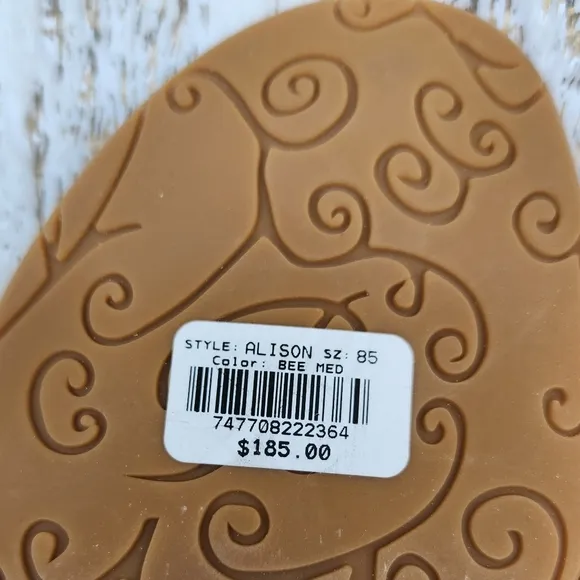 STYLE: ALISON SZ: 85
Color: BEE MED
747708222364
$185.00